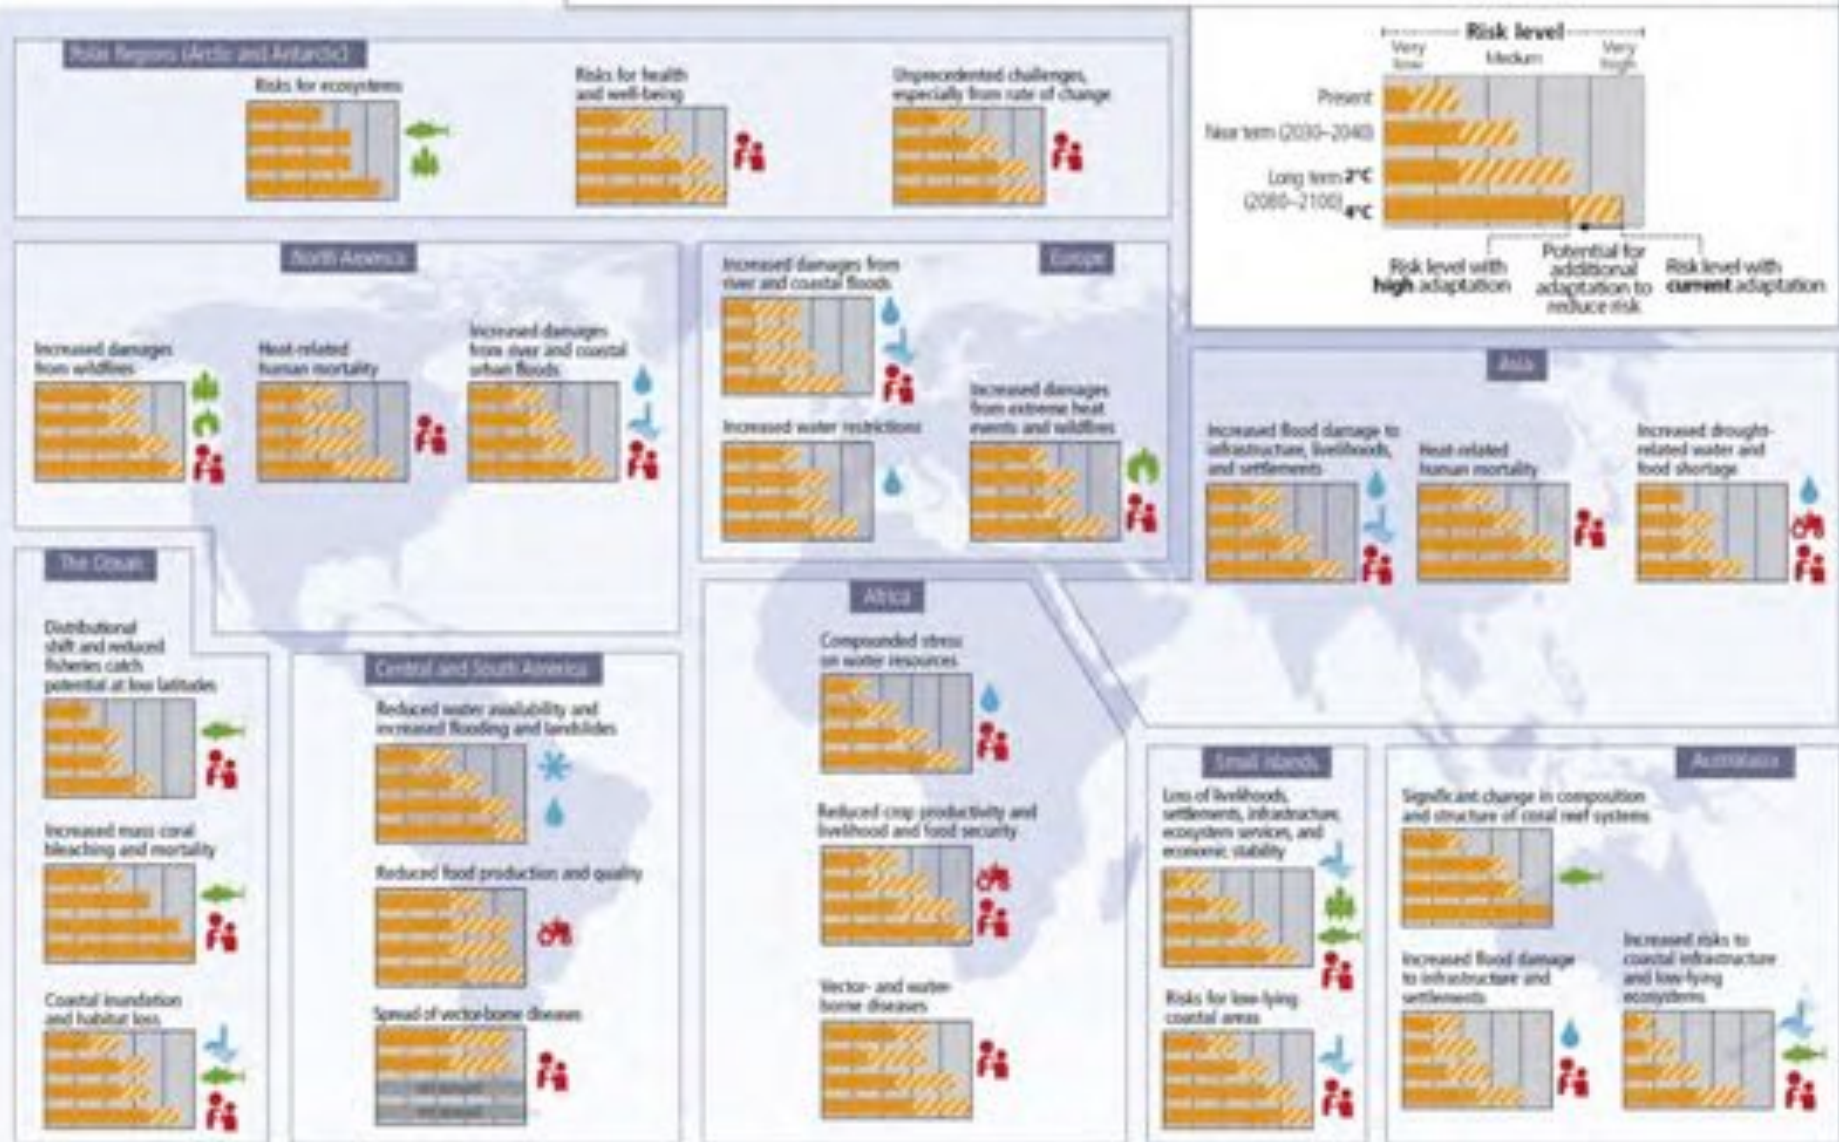 Polar Regions (Arctic and Antarctic)
Risks for ecosystems
Risks for health
and well-being
Unprecedented challenges,
especially from rate of change
Risk level
Very
low
Medium
Very
high
Present
Near term (2030–2040)
Long term 2°C
(2080–2100)
4°C
Risk level with
high adaptation
Potential for
additional
adaptation to
reduce risk
Risk level with
current adaptation
North America
Increased damages
from wildfires
Heat-related
human mortality
Increased damages
from river and coastal
urban floods
Europe
Increased damages from
river and coastal floods
Increased water restrictions
Increased damages
from extreme heat
events and wildfires
Asia
Increased flood damage to
infrastructure, livelihoods,
and settlements
Heat-related
human mortality
Increased drought-
related water and
food shortage
The Ocean
Distributional
shift and reduced
fisheries catch
potential at low latitudes
Increased mass coral
bleaching and mortality
Coastal inundation
and habitat loss
Central and South America
Reduced water availability and
increased flooding and landslides
Reduced food production and quality
Spread of vector-borne diseases
Africa
Compounded stress
on water resources
Reduced crop productivity and
livelihood and food security
Vector- and water-
borne diseases
Small Islands
Loss of livelihoods,
settlements, infrastructure,
ecosystem services, and
economic stability
Risks for low-lying
coastal areas
Australasia
Significant change in composition
and structure of coral reef systems
Increased flood damage
to infrastructure and
settlements
Increased risks to
coastal infrastructure
and low-lying
ecosystems